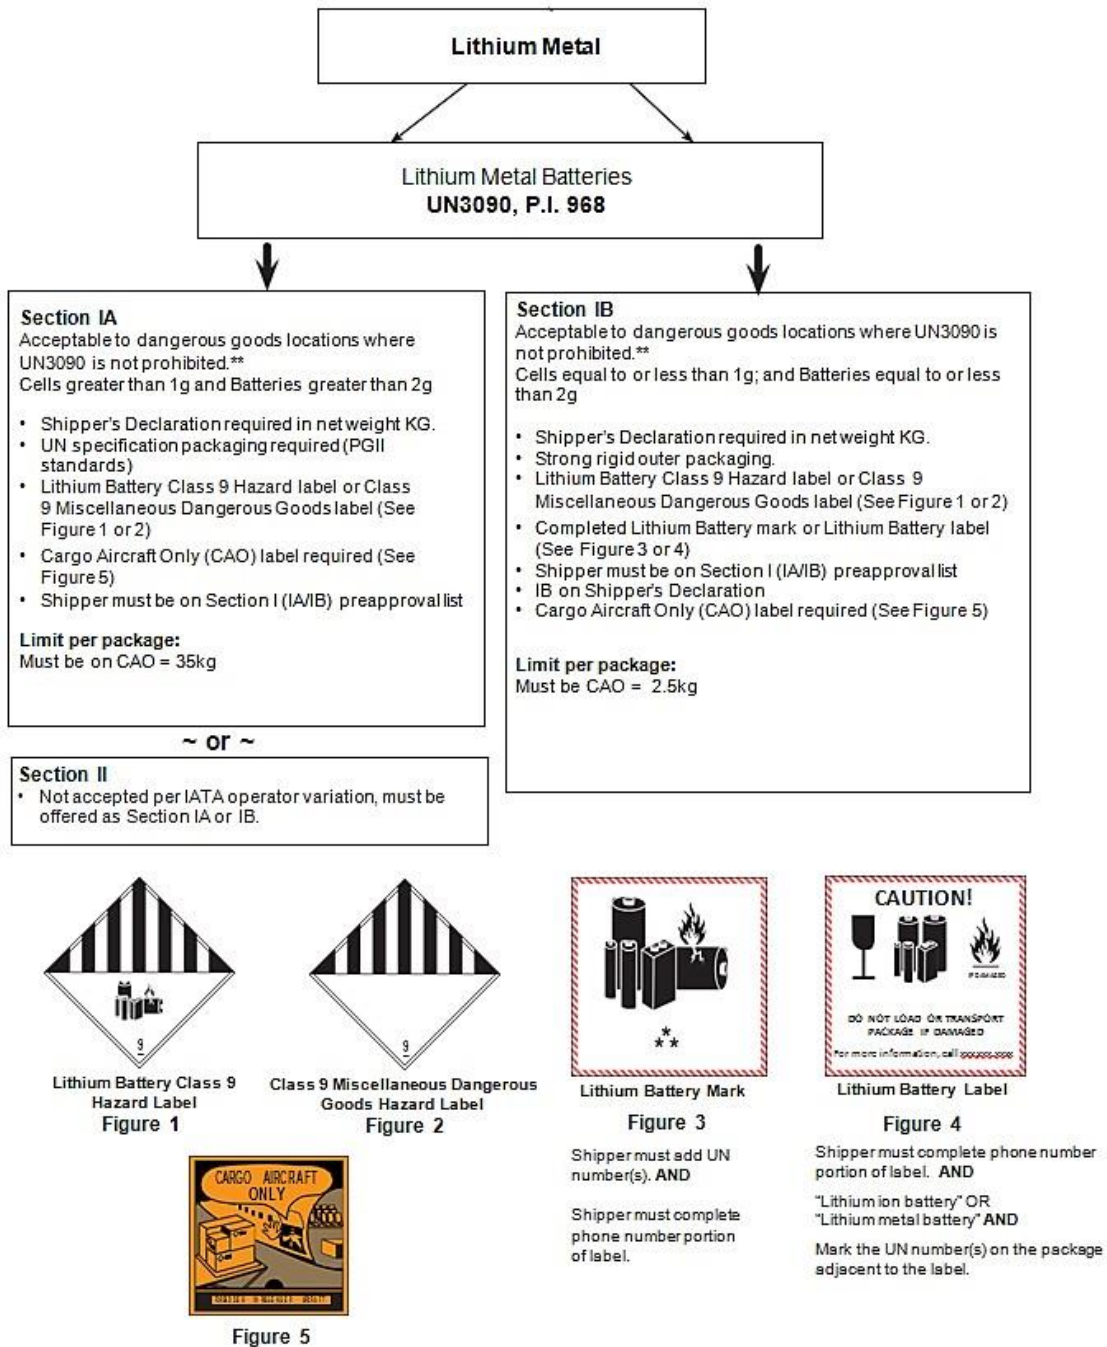 Lithium Metal
Lithium Metal Batteries
UN3090, P.I. 968
Section IA
Acceptable to dangerous goods locations where
UN3090 is not prohibited.**
Cells greater than 1g and Batteries greater than 2g
• Shipper's Declaration required in net weight KG.
• UN specification packaging required (PGII
standards)
• Lithium Battery Class 9 Hazard label or Class
9 Miscellaneous Dangerous Goods label (See
Figure 1 or 2)
• Cargo Aircraft Only (CAO) label required (See
Figure 5)
• Shipper must be on Section I (IA/IB) preapproval list
Limit per package:
Must be on CAO = 35kg
~ or ~
Section II
• Not accepted per IATA operator variation, must be
offered as Section IA or IB.
Section IB
Acceptable to dangerous goods locations where UN3090 is
not prohibited.**
Cells equal to or less than 1g; and Batteries equal to or less
than 2g
• Shipper's Declaration required in net weight KG.
• Strong rigid outer packaging.
• Lithium Battery Class 9 Hazard label or Class 9
Miscellaneous Dangerous Goods label (See Figure 1 or 2)
• Completed Lithium Battery mark or Lithium Battery label
(See Figure 3 or 4)
• Shipper must be on Section I (IA/IB) preapproval list
• IB on Shipper's Declaration
• Cargo Aircraft Only (CAO) label required (See Figure 5)
Limit per package:
Must be CAO = 2.5kg
9
Lithium Battery Class 9
Hazard Label
Figure 1
9
Class 9 Miscellaneous Dangerous
Goods Hazard Label
Figure 2
*
* *
Lithium Battery Mark
Figure 3
Shipper must add UN
number(s). AND
Shipper must complete
phone number portion
of label.
CAUTION!
IF DAMAGED
DO NOT LOAD OR TRANSPORT
PACKAGE IF DAMAGED
For more information, call xxx.xxx.xxxx
Lithium Battery Label
Figure 4
Shipper must complete phone number
portion of label. AND
"Lithium ion battery" OR
"Lithium metal battery" AND
Mark the UN number(s) on the package
adjacent to the label.
CARGO AIRCRAFT
ONLY
Figure 5